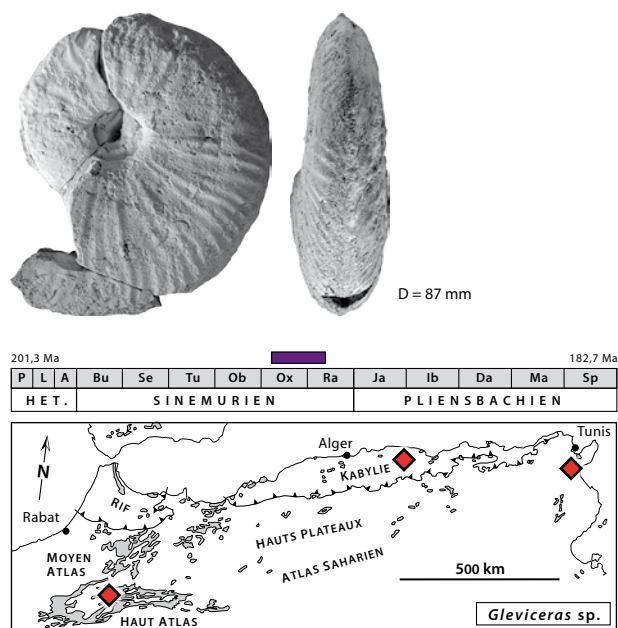 D = 87 mm
201,3 Ma 182,7 Ma
P L A Bu Se Tu Ob Ox Ra Ja Ib Da Ma Sp
HET. SINEMURIEN PLIENSBACHIEN
Tunis
Alger
N
KABYLIE
RIF
Rabat
HAUTS PLATEAUX
MOYEN
ATLAS
ATLAS SAHARIEN
500 km
HAUT ATLAS
Gleviceras sp.